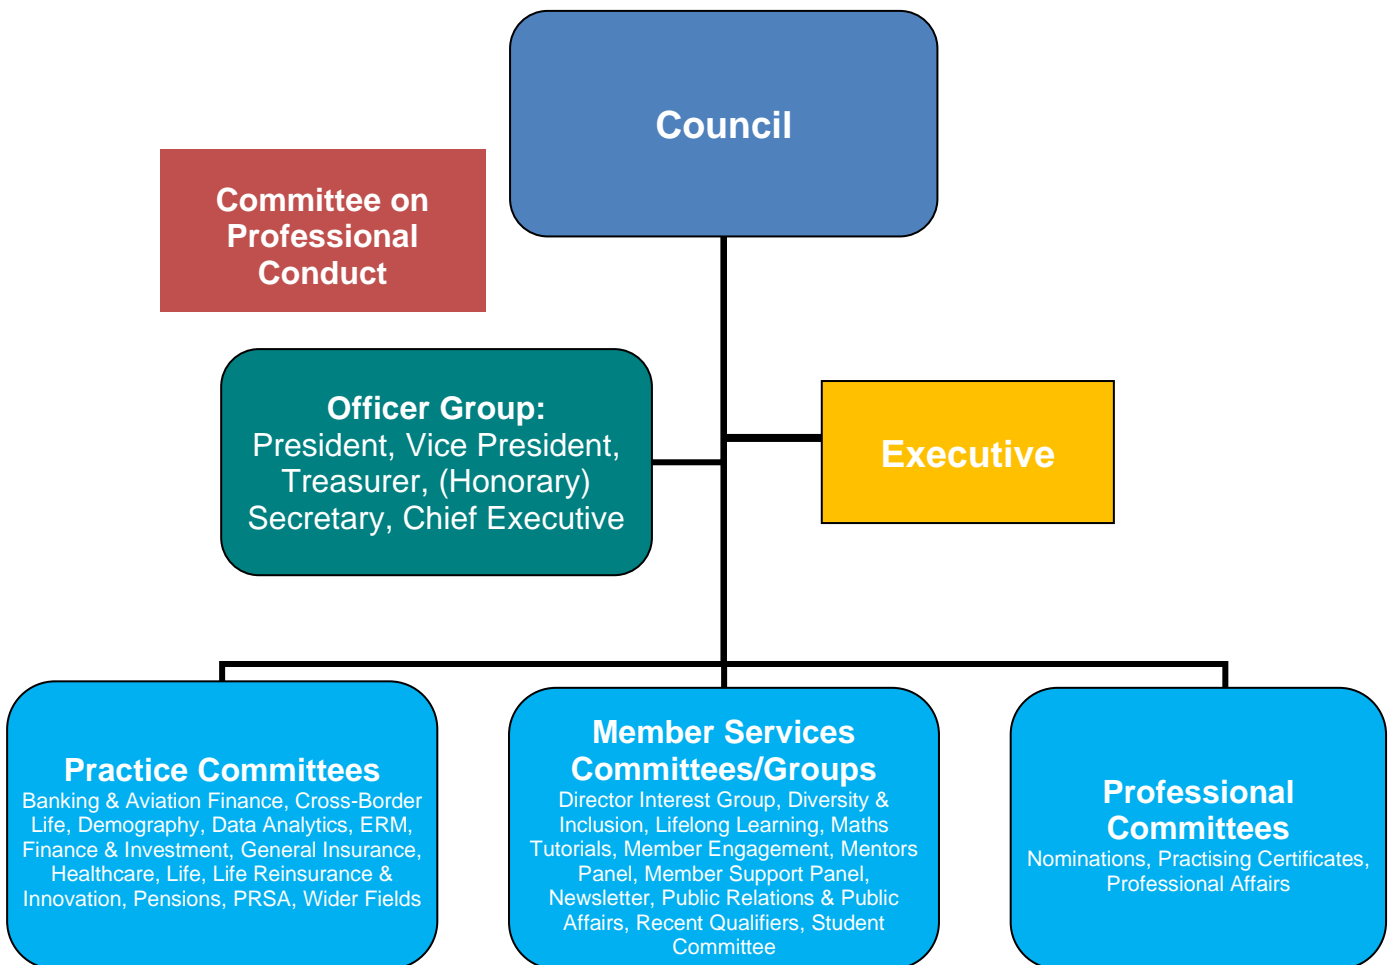 Council
Committee on
Professional
Conduct
Officer Group:
President, Vice President,
Treasurer, (Honorary)
Secretary, Chief Executive
Executive
Practice Committees
Banking & Aviation Finance, Cross-Border
Life, Demography, Data Analytics, ERM,
Finance & Investment, General Insurance,
Healthcare, Life, Life Reinsurance &
Innovation, Pensions, PRSA, Wider Fields
Member Services
Committees/Groups
Director Interest Group, Diversity &
Inclusion, Lifelong Learning, Maths
Tutorials, Member Engagement, Mentors
Panel, Member Support Panel,
Newsletter, Public Relations & Public
Affairs, Recent Qualifiers, Student
Committee
Professional
Committees
Nominations, Practising Certificates,
Professional Affairs